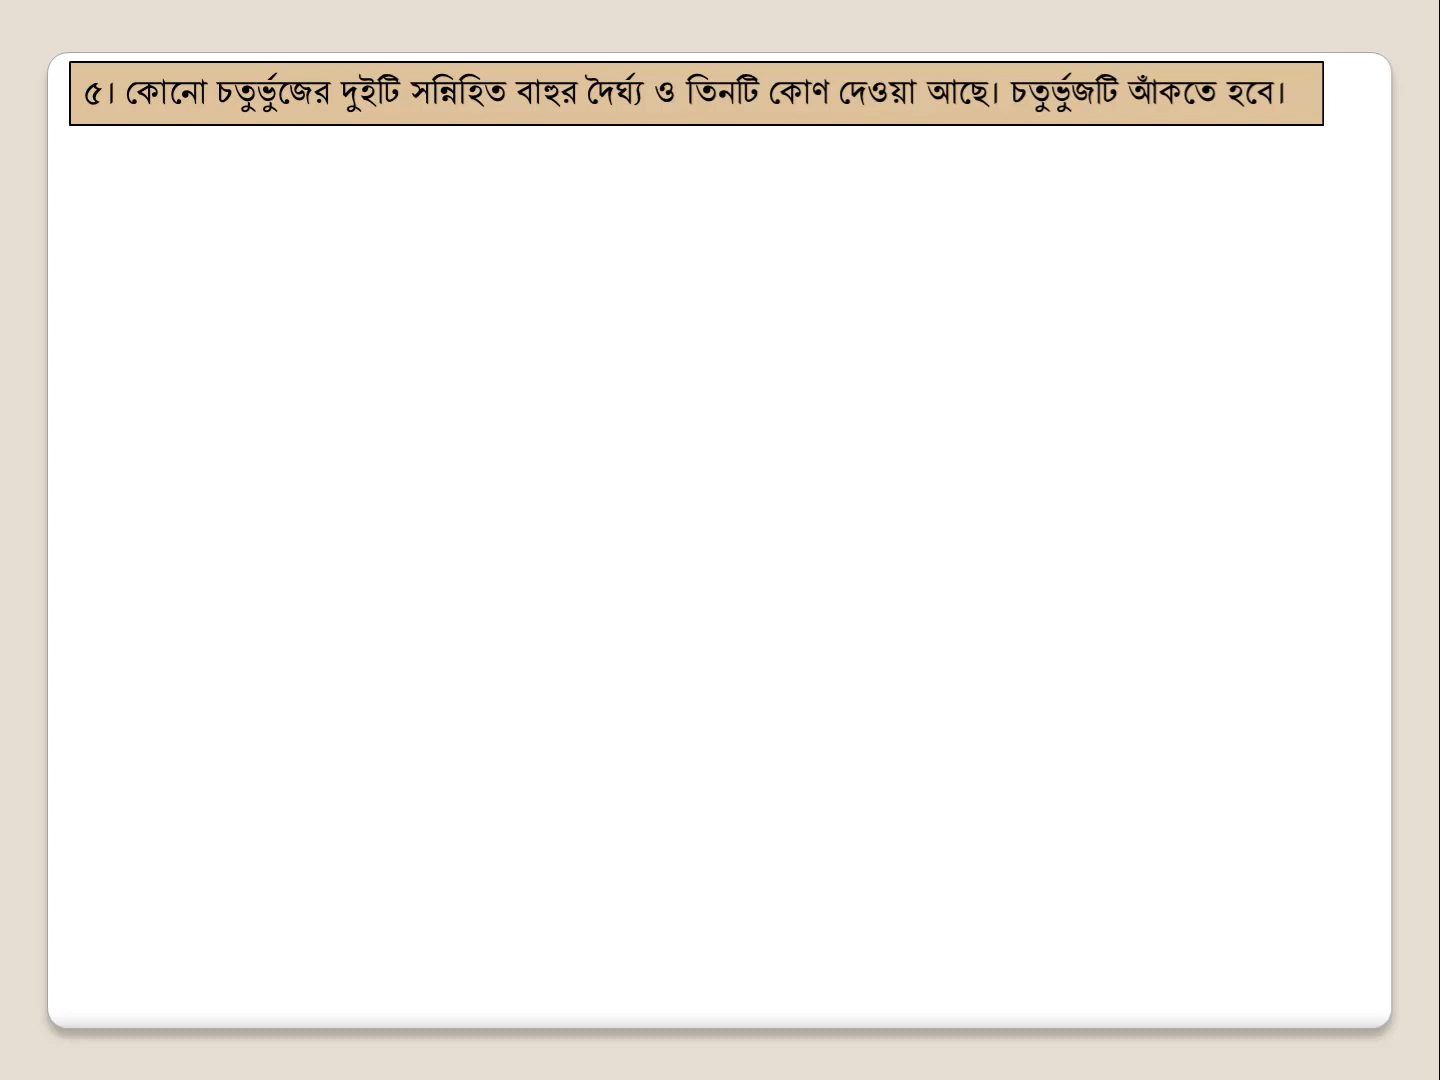 ৫। কোনো চতুর্ভুজের দুইটি সন্নিহিত বাহুর দৈর্ঘ্য ও তিনটি কোণ দেওয়া আছে। চতুর্ভুজটি আঁকতে হবে।